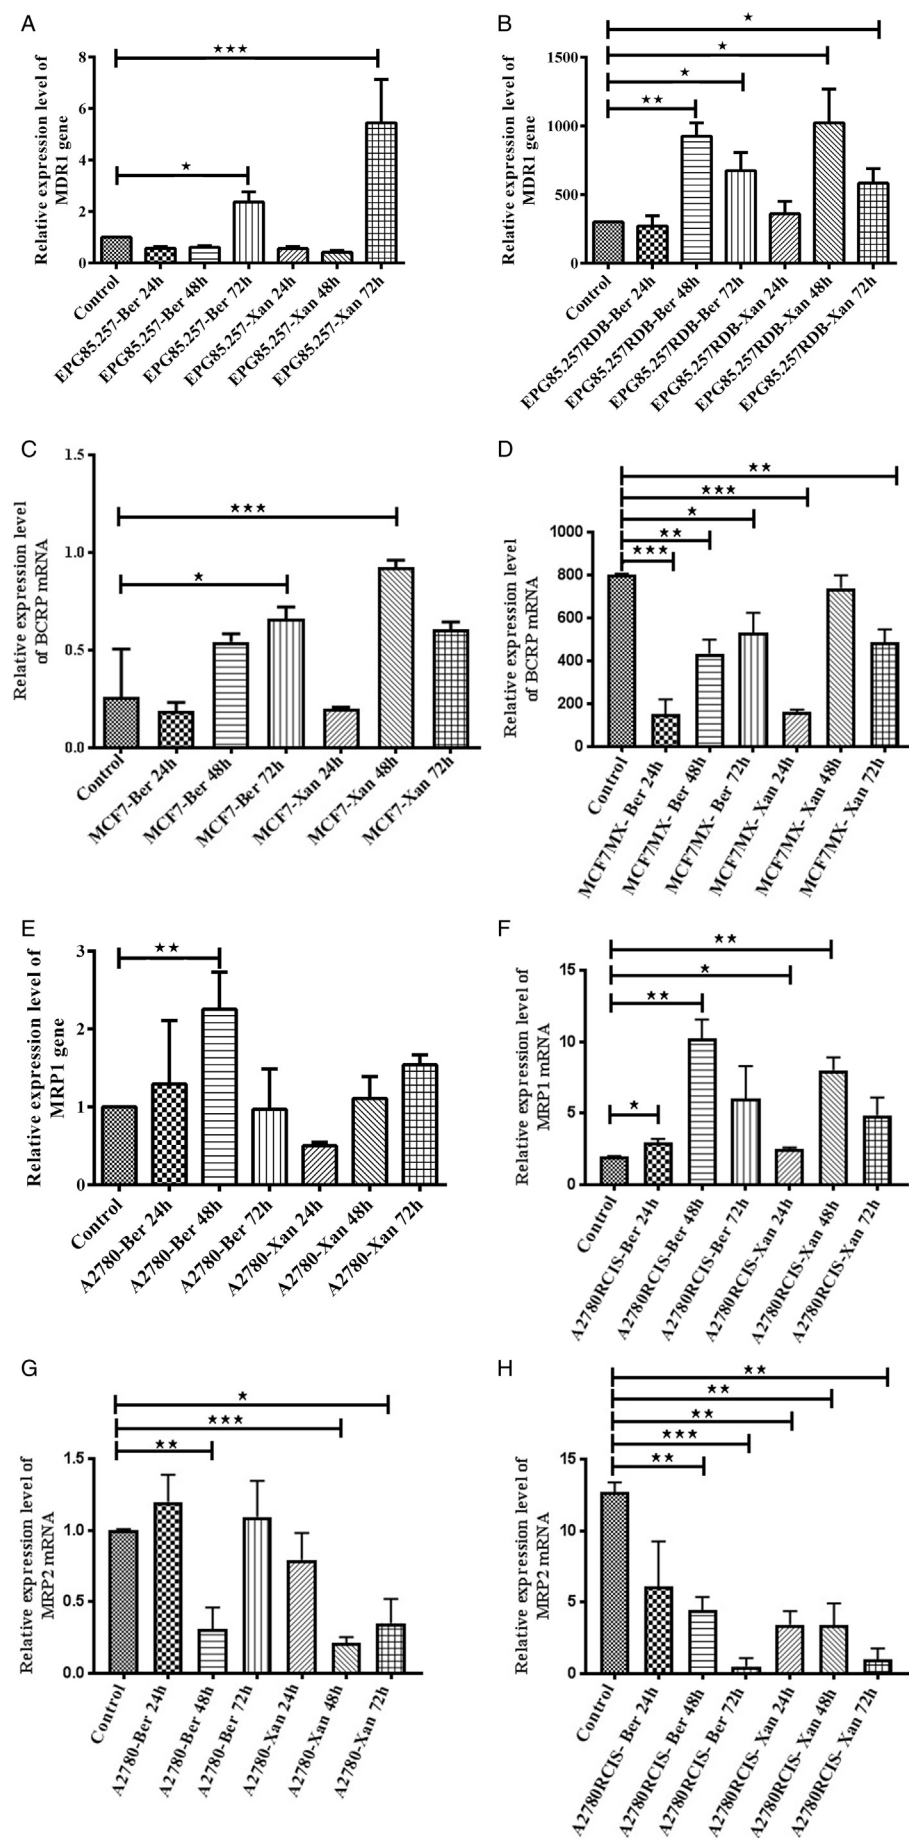 A
Relative expression level of
MDR1 gene
8
6
4
2
0
★★★
★
Control
EPG85.257-Ber 24h
EPG85.257-Ber 48h
EPG85.257-Ber 72h
EPG85.257-Xan 24h
EPG85.257-Xan 48h
EPG85.257-Xan 72h
B
Relative expression level of
MDR1 gene
1500
1000
500
0
★
★
★
★★
Control
EPG85.257RDB-Ber 24h
EPG85.257RDB-Ber 48h
EPG85.257RDB-Ber 72h
EPG85.257RDB-Xan 24h
EPG85.257RDB-Xan 48h
EPG85.257RDB-Xan 72h
C
Relative expression level
of BCRP mRNA
1.5
1.0
0.5
0.0
★★★
★
Control
MCF7-Ber 24h
MCF7-Ber 48h
MCF7-Ber 72h
MCF7-Xan 24h
MCF7-Xan 48h
MCF7-Xan 72h
D
Relative expression level
of BCRP mRNA
1000
800
600
400
200
0
★★
★★★
★
★★
★★★
Control
MCF7MX- Ber 24h
MCF7MX- Ber 48h
MCF7MX- Ber 72h
MCF7MX- Xan 24h
MCF7MX- Xan 48h
MCF7MX- Xan 72h
E
Relative expression level of
MRP1 gene
3
2
1
0
★★
Control
A2780-Ber 24h
A2780-Ber 48h
A2780-Ber 72h
A2780-Xan 24h
A2780-Xan 48h
A2780-Xan 72h
F
Relative expression level of
MRP1 mRNA
15
10
5
0
★★
★
★★
★
Control
A2780RCIS-Ber 24h
A2780RCIS-Ber 48h
A2780RCIS-Ber 72h
A2780RCIS-Xan 24h
A2780RCIS-Xan 48h
A2780RCIS-Xan 72h
G
Relative expression level of
MRP2 mRNA
1.5
1.0
0.5
0.0
★
★★★
★★
Control
A2780-Ber 24h
A2780-Ber 48h
A2780-Ber 72h
A2780-Xan 24h
A2780-Xan 48h
A2780-Xan 72h
H
Relative expression level of
MRP2 mRNA
15
10
5
0
★★
★★
★★
★★★
★★
Control
A2780RCIS- Ber 24h
A2780RCIS- Ber 48h
A2780RCIS- Ber 72h
A2780RCIS- Xan 24h
A2780RCIS- Xan 48h
A2780RCIS- Xan 72h